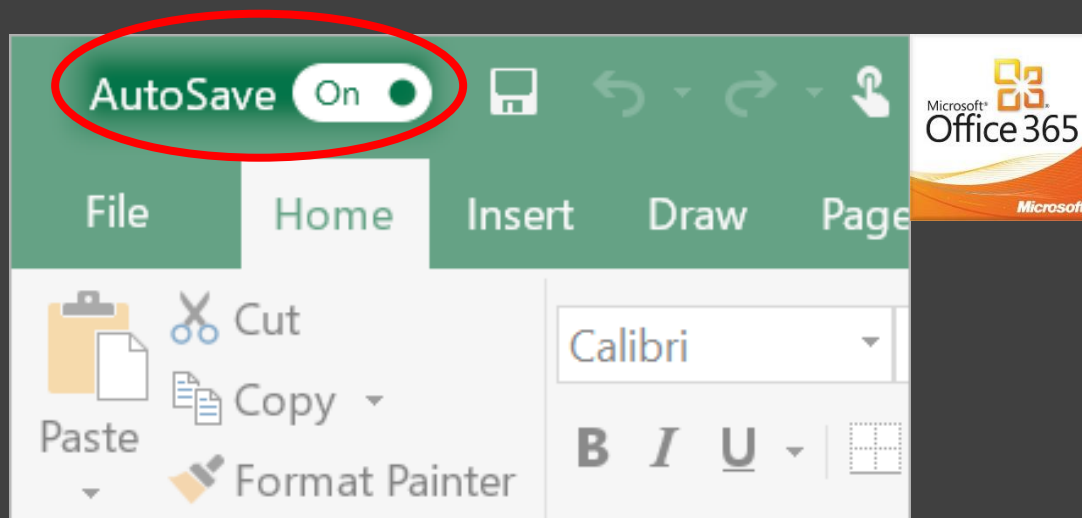 AutoSave On
File Home Insert Draw Page
Cut
Calibri
Copy
Paste
B I U
Format Painter
Microsoft®
Office 365
Microsoft